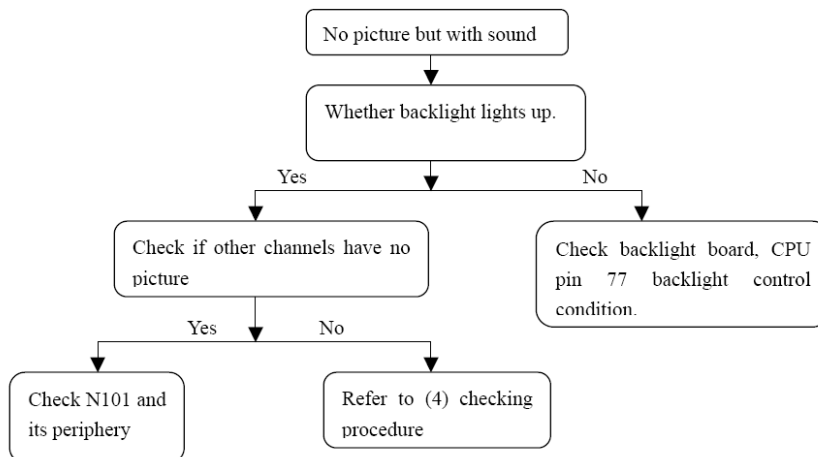 No picture but with sound
Whether backlight lights up.
Yes
No
Check if other channels have no
picture
Check backlight board, CPU
pin 77 backlight control
condition.
Yes
No
Check N101 and
its periphery
Refer to (4) checking
procedure